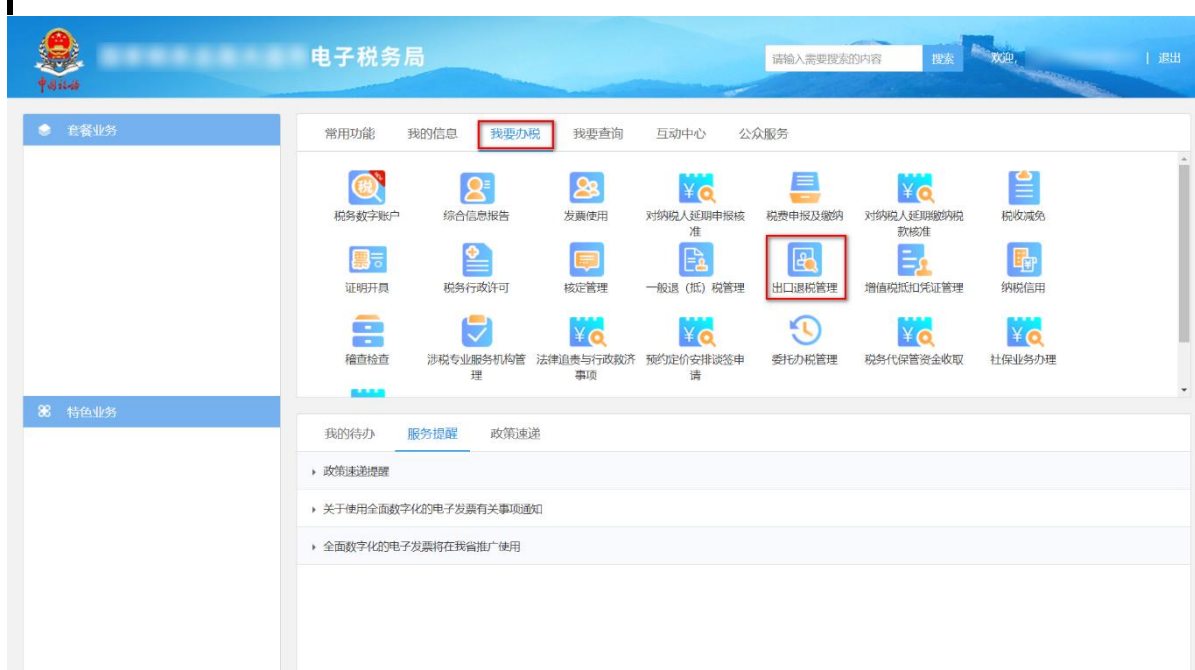 电子税务局
请输入需要搜索的内容 搜索 欢迎, | 退出
中国税务
套餐业务
常用功能 我的信息 我要办税 我要查询 互动中心 公众服务
税务数字账户 综合信息报告 发票使用 对纳税人延期申报核 税费申报及缴纳 对纳税人延期缴纳税 税收减免
准 款核准
证明开具 税务行政许可 核定管理 一般退(抵)税管理 出口退税管理 增值税抵扣凭证管理 纳税信用
稽查检查 涉税专业服务机构管 法律追责与行政救济 预约定价安排谈签申 委托办税管理 税务代保管资金收取 社保业务办理
理 事项 请
特色业务
我的待办 服务提醒 政策速递
政策速递提醒
关于使用全面数字化的电子发票有关事项通知
全面数字化的电子发票将在我省推广使用